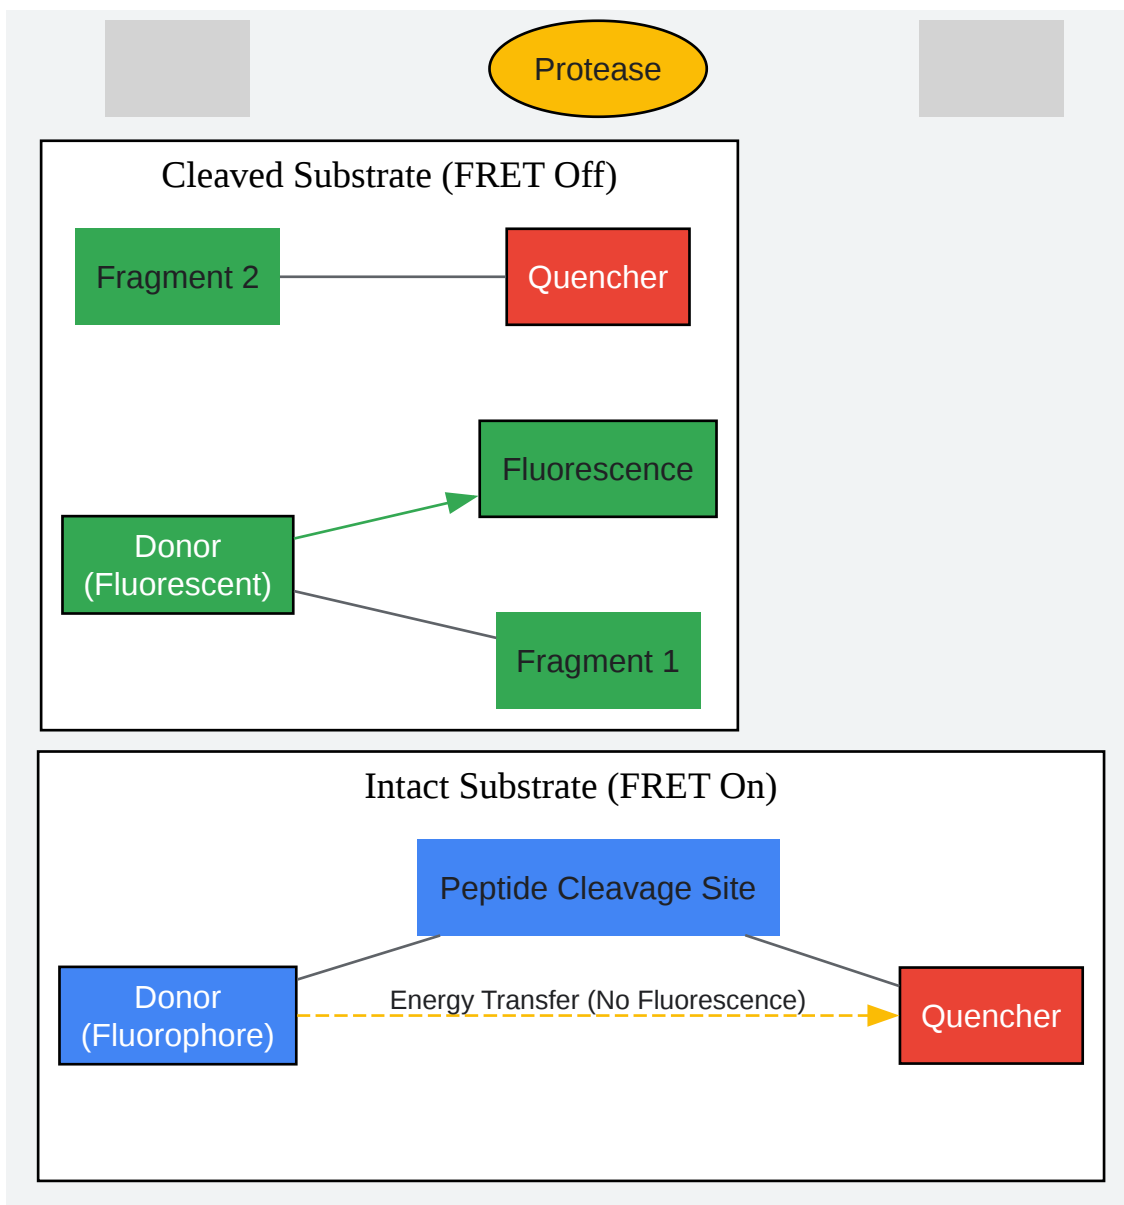 Protease
Cleaved Substrate (FRET Off)
Fragment 2
Quencher
Fluorescence
Donor
(Fluorescent)
Fragment 1
Intact Substrate (FRET On)
Peptide Cleavage Site
Donor
(Fluorophore)
Energy Transfer (No Fluorescence)
Quencher